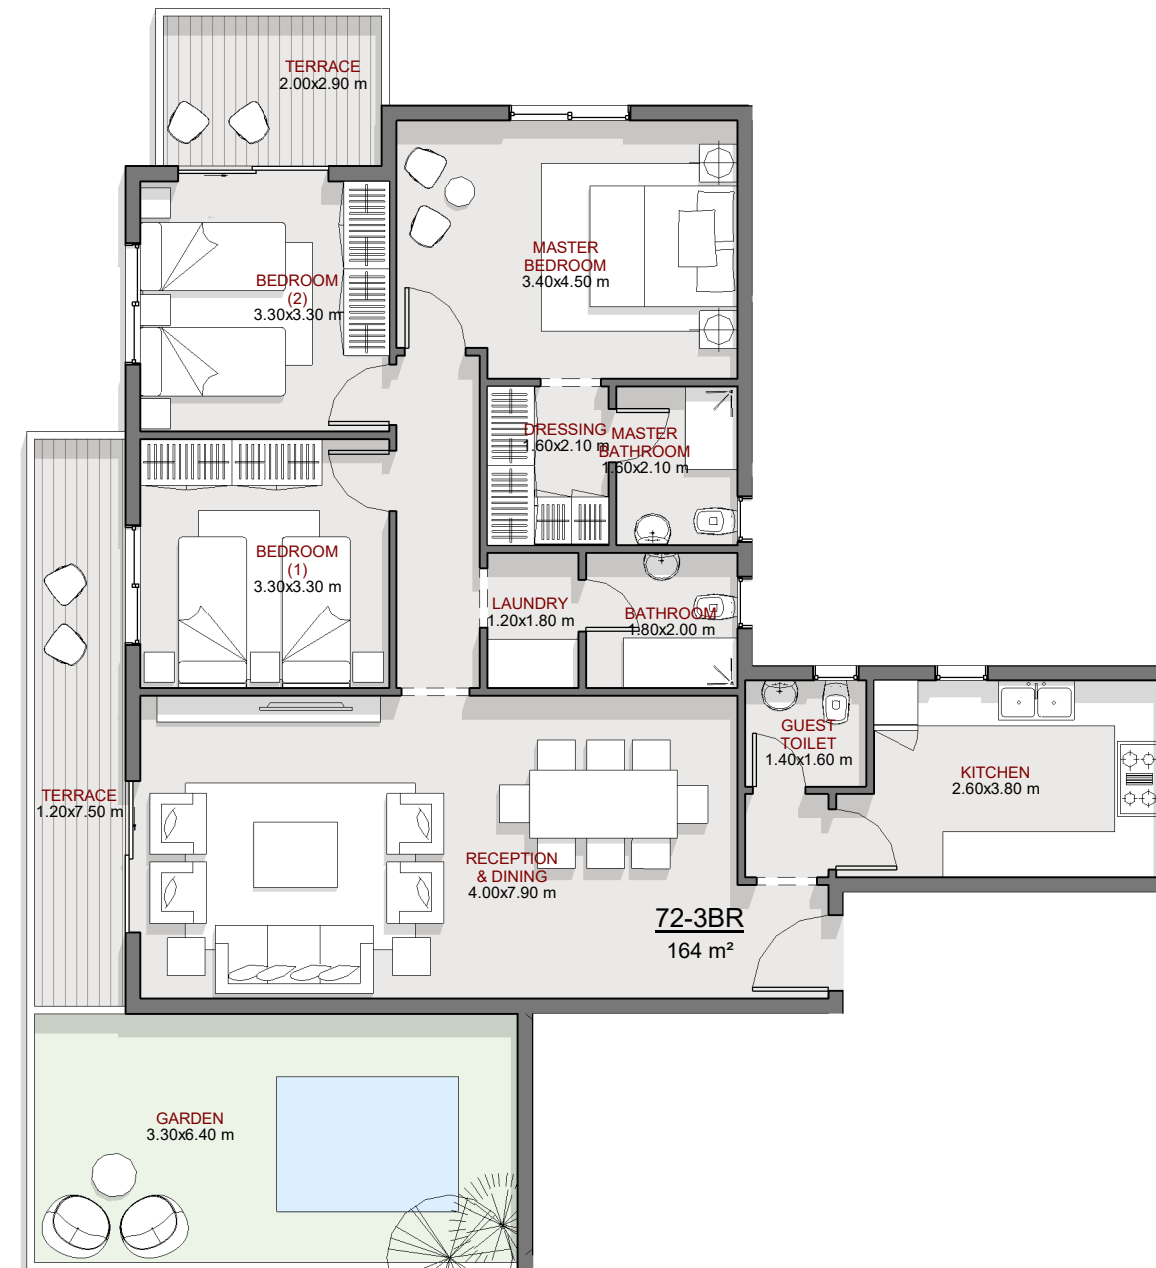 TERRACE
2.00x2.90 m
MASTER
BEDROOM
3.40x4.50 m
BEDROOM
(2)
3.30x3.30 m
DRESSING
1.60x2.10 m
MASTER
BATHROOM
1.60x2.10 m
BEDROOM
(1)
3.30x3.30 m
LAUNDRY
1.20x1.80 m
BATHROOM
1.80x2.00 m
GUEST
TOILET
1.40x1.60 m
KITCHEN
2.60x3.80 m
TERRACE
1.20x7.50 m
RECEPTION
& DINING
4.00x7.90 m
72-3BR
164 m²
GARDEN
3.30x6.40 m